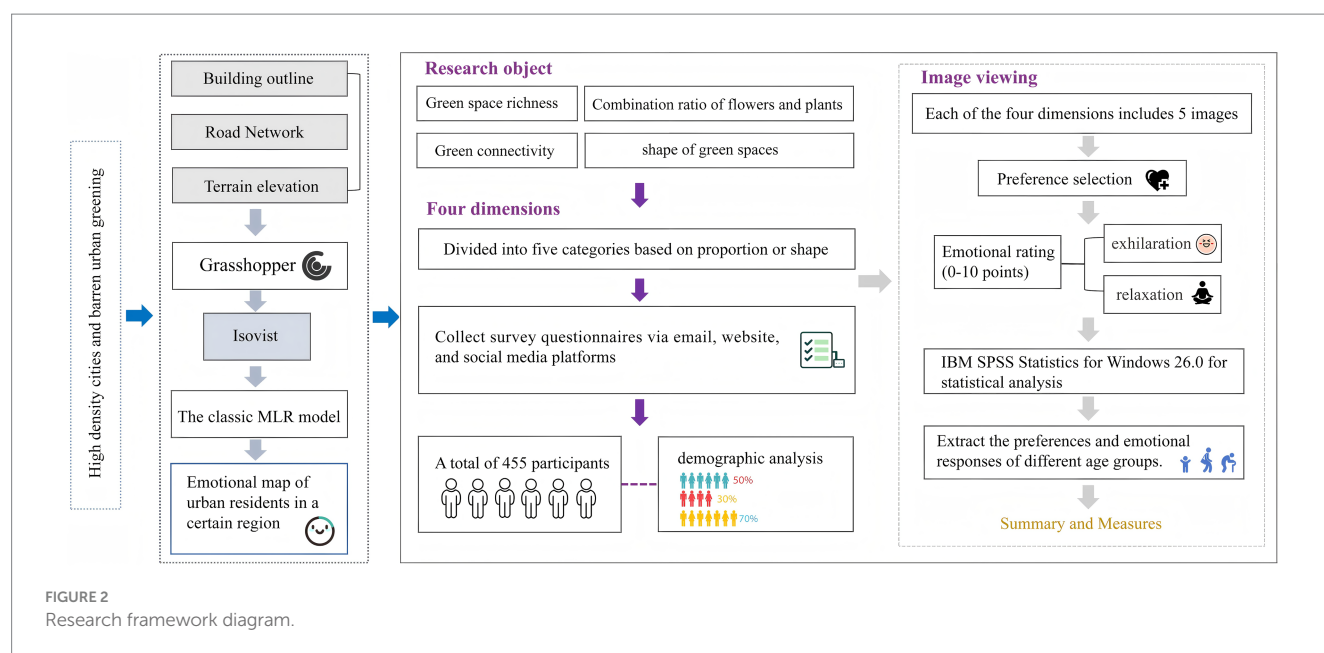 High density cities and barren urban greening
Building outline
Road Network
Terrain elevation
Grasshopper
Isovist
The classic MLR model
Emotional map of
urban residents in a
certain region
Research object
Green space richness
Combination ratio of flowers and plants
Green connectivity
shape of green spaces
Four dimensions
Divided into five categories based on proportion or shape
Collect survey questionnaires via email, website,
and social media platforms
A total of 455 participants
demographic analysis
50%
30%
70%
Image viewing
Each of the four dimensions includes 5 images
Preference selection
Emotional rating
(0-10 points)
exhilaration
relaxation
IBM SPSS Statistics for Windows 26.0 for
statistical analysis
Extract the preferences and emotional
responses of different age groups.
Summary and Measures
FIGURE 2
Research framework diagram.